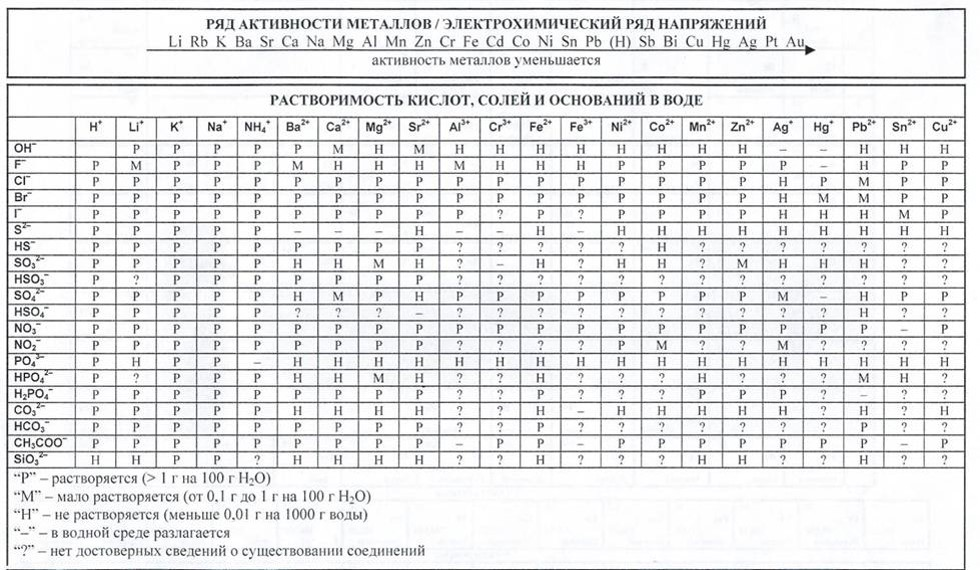 РЯД АКТИВНОСТИ МЕТАЛЛОВ / ЭЛЕКТРОХИМИЧЕСКИЙ РЯД НАПРЯЖЕНИЙ
Li Rb K Ba Sr Ca Na Mg Al Mn Zn Cr Fe Cd Co Ni Sn Pb (H) Sb Bi Cu Hg Ag Pt Au
активность металлов уменьшается
РАСТВОРИМОСТЬ КИСЛОТ, СОЛЕЙ И ОСНОВАНИЙ В ВОДЕ
H⁺ Li⁺ K⁺ Na⁺ NH₄⁺ Ba²⁺ Ca²⁺ Mg²⁺ Sr²⁺ Al³⁺ Cr³⁺ Fe²⁺ Fe³⁺ Ni²⁺ Co²⁺ Mn²⁺ Zn²⁺ Ag⁺ Hg⁺ Pb²⁺ Sn²⁺ Cu²⁺
OH⁻ Р Р Р Р Р М Н М Н Н Н Н Н Н Н Н – – Н Н Н
F⁻ Р М Р Р Р М Н Н Н М Н Н Н Р Р Р Р Р – Н Р Р
Cl⁻ Р Р Р Р Р Р Р Р Р Р Р Р Р Р Р Р Р Н Р М Р Р
Br⁻ Р Р Р Р Р Р Р Р Р Р Р Р Р Р Р Р Р Н М М Р Р
I⁻ Р Р Р Р Р Р Р Р Р Р ? Р ? Р Р Р Р Н Н Н М Р
S²⁻ Р Р Р Р Р – – – Н – – Н – Н Н Н Н Н Н Н Н Н
HS⁻ Р Р Р Р Р Р Р Р Р ? ? ? ? ? Н ? ? ? ? ? ? ?
SO₃²⁻ Р Р Р Р Р Н Н М Н ? – Н ? Н Н ? М Н Н Н ? ?
HSO₃⁻ Р ? Р Р Р Р Р Р Р ? ? ? ? ? ? ? ? ? ? ? ? ?
SO₄²⁻ Р Р Р Р Р Н М Р Н Р Р Р Р Р Р Р Р М – Н Р Р
HSO₄⁻ Р Р Р Р Р ? ? ? – ? ? ? ? ? ? ? ? ? ? Н ? ?
NO₃⁻ Р Р Р Р Р Р Р Р Р Р Р Р Р Р Р Р Р Р Р Р – Р
NO₂⁻ Р Р Р Р Р Р Р Р Р ? ? ? ? Р М ? ? М ? ? ? ?
PO₄³⁻ Р Н Р Р – Н Н Н Н Н Н Н Н Н Н Н Н Н Н Н Н Н
HPO₄²⁻ Р ? Р Р Р Н Н М Н ? ? Н ? ? ? Н ? ? ? М Н ?
H₂PO₄⁻ Р Р Р Р Р Р Р Р Р ? ? Р ? ? ? Р Р Р ? – ? ?
CO₃²⁻ Р Р Р Р Р Н Н Н Н ? ? Н – Н Н Н Н Н ? Н ? Н
HCO₃⁻ Р Р Р Р Р Р Р Р Р ? ? Р ? ? ? ? ? ? ? Р ? ?
CH₃COO⁻ Р Р Р Р Р Р Р Р Р – Р Р – Р Р Р Р Р Р Р – Р
SiO₃²⁻ Н Н Р Р ? Н Н Н Н ? ? Н ? ? ? Н Н ? ? Н ? ?
“Р” – растворяется (> 1 г на 100 г H₂O)
“М” – мало растворяется (от 0,1 г до 1 г на 100 г H₂O)
“Н” – не растворяется (меньше 0,01 г на 1000 г воды)
“–” – в водной среде разлагается
“?” – нет достоверных сведений о существовании соединений